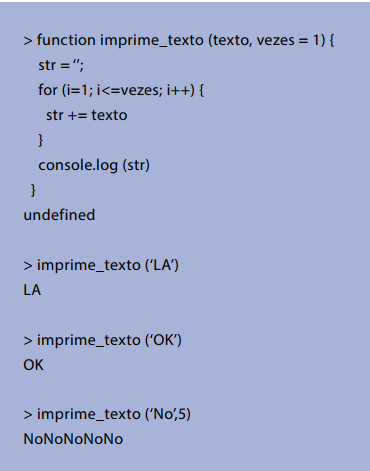 > function imprime_texto (texto, vezes = 1) {
str = ‘’;
for (i=1; i<=vezes; i++) {
str += texto
}
console.log (str)
}
undefined
> imprime_texto (‘LA’)
LA
> imprime_texto (‘OK’)
OK
> imprime_texto (‘No’,5)
NoNoNoNoNo